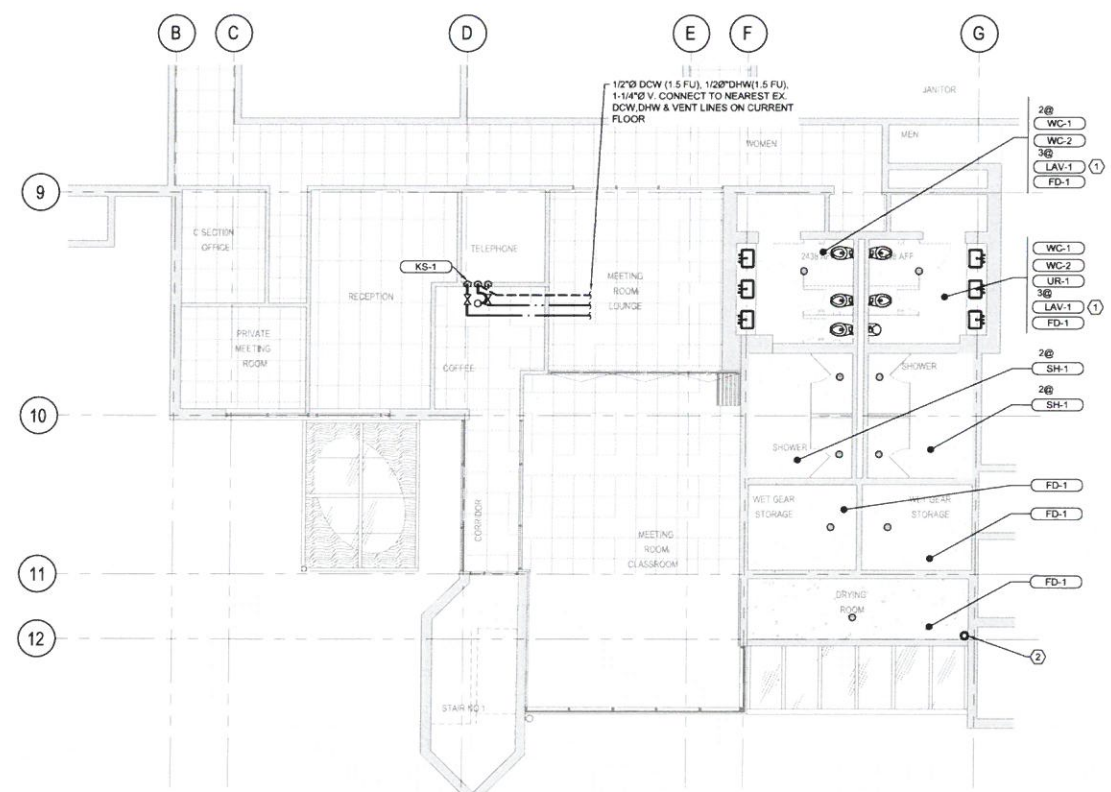 B C D E F G
1/2"Ø DCW (1.5 FU), 1/2Ø"DHW(1.5 FU),
1-1/4"Ø V. CONNECT TO NEAREST EX.
DCW,DHW & VENT LINES ON CURRENT
FLOOR
JANITOR
MEN
WOMEN
2@
WC-1
WC-2
3@
LAV-1 1
FD-1
9
C SECTION
OFFICE
TELEPHONE
KS-1
RECEPTION
MEETING
ROOM
LOUNGE
AFF
WC-1
WC-2
UR-1
3@
LAV-1 1
FD-1
PRIVATE
MEETING
ROOM
COFFEE
SHOWER
2@
SH-1
2@
SH-1
10
SHOWER
WET GEAR
STORAGE
WET GEAR
STORAGE
FD-1
FD-1
CORRIDOR
MEETING
ROOM
CLASSROOM
11
DRYING
ROOM
FD-1
12
2
STAIR NO.1